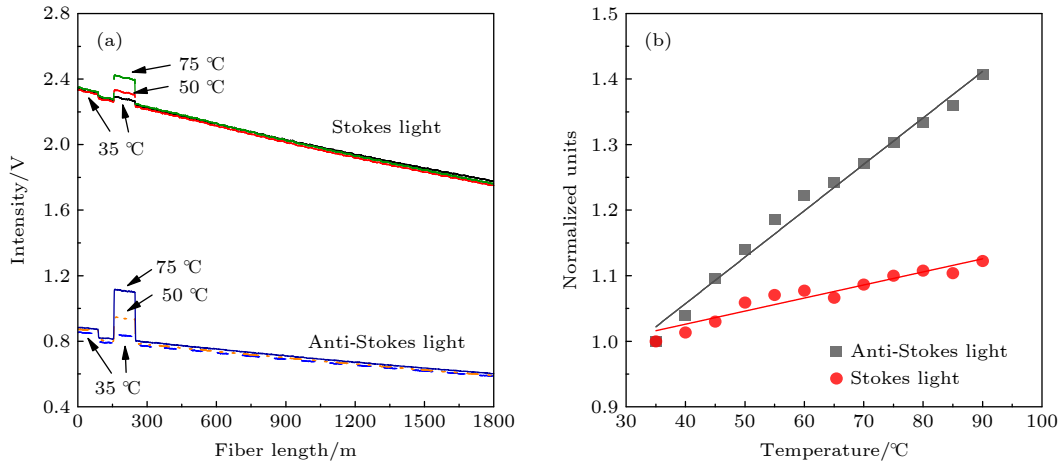 (a)
2.8
2.4
2.0
1.6
1.2
0.8
0.4
Intensity/V
75 ℃
50 ℃
35 ℃
Stokes light
75 ℃
50 ℃
35 ℃
Anti-Stokes light
0 300 600 900 1200 1500 1800
Fiber length/m
(b)
1.5
1.4
1.3
1.2
1.1
1.0
0.9
Normalized units
Anti-Stokes light
Stokes light
30 40 50 60 70 80 90 100
Temperature/℃